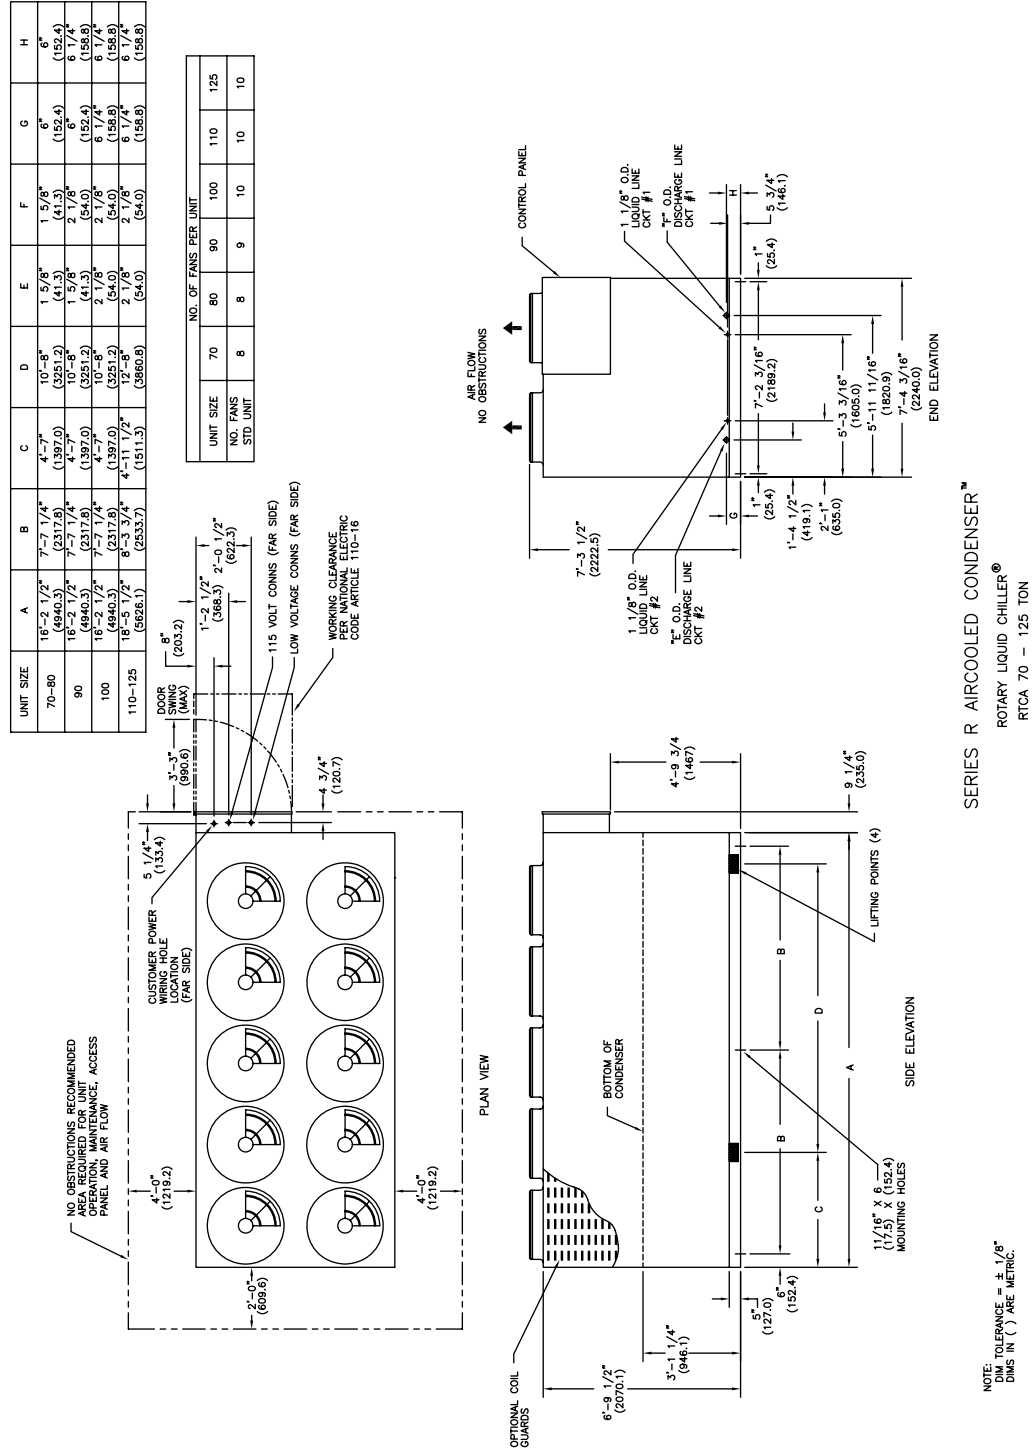 UNIT SIZE A B C D E F G H
70-80 16'-2 1/2" 7'-7 1/4" 4'-7" 10'-8" 1 5/8" 1 5/8" 6" 6"
(4940.3) (2317.8) (1397.0) (3251.2) (41.3) (41.3) (152.4) (152.4)
90 16'-2 1/2" 7'-7 1/4" 4'-7" 10'-8" 1 5/8" 2 1/8" 6" 6 1/4"
(4940.3) (2317.8) (1397.0) (3251.2) (41.3) (54.0) (152.4) (158.8)
100 16'-2 1/2" 7'-7 1/4" 4'-7" 10'-8" 2 1/8" 2 1/8" 6 1/4" 6 1/4"
(4940.3) (2317.8) (1397.0) (3251.2) (54.0) (54.0) (158.8) (158.8)
110-125 18'-5 1/2" 8'-3 3/4" 4'-11 1/2" 12'-8" 2 1/8" 2 1/8" 6 1/4" 6 1/4"
(5626.1) (2533.7) (1511.3) (3860.8) (54.0) (54.0) (158.8) (158.8)
NO. OF FANS PER UNIT
UNIT SIZE 70 80 90 100 110 125
NO. FANS
STD UNIT 8 8 9 10 10 10
NO OBSTRUCTIONS RECOMMENDED
AREA REQUIRED FOR UNIT
OPERATION, MAINTENANCE, ACCESS
PANEL AND AIR FLOW
CUSTOMER POWER
WIRING HOLE
LOCATION
(FAR SIDE)
5 1/4"
(133.4)
3'-3"
(990.6)
DOOR
SWING
(MAX)
8"
(203.2)
1'-2 1/2"
(368.3)
2'-0 1/2"
(622.3)
115 VOLT CONNS (FAR SIDE)
LOW VOLTAGE CONNS (FAR SIDE)
WORKING CLEARANCE
PER NATIONAL ELECTRIC
CODE ARTICLE 110-16
4 3/4"
(120.7)
4'-0"
(1219.2)
4'-0"
(1219.2)
2'-0"
(609.6)
PLAN VIEW
OPTIONAL COIL
GUARDS
BOTTOM OF
CONDENSER
6'-9 1/2"
(2070.1)
3'-1 1/4"
(946.1)
5"
(127.0)
6"
(152.4)
11/16" X 6
(17.5) X (152.4)
MOUNTING HOLES
LIFTING POINTS (4)
4'-9 3/4
(1467)
9 1/4"
(235.0)
B
B
C
D
A
SIDE ELEVATION
AIR FLOW
NO OBSTRUCTIONS
CONTROL PANEL
7'-3 1/2"
(2222.5)
1 1/8" O.D.
LIQUID LINE
CKT #2
"E" O.D.
DISCHARGE LINE
CKT #2
1 1/8" O.D.
LIQUID LINE
CKT #1
"F" O.D.
DISCHARGE LINE
CKT #1
G
H
5 3/4"
(146.1)
1"
(25.4)
1"
(25.4)
7'-2 3/16"
(2189.2)
1'-4 1/2"
(419.1)
2'-1"
(635.0)
5'-3 3/16"
(1605.0)
5'-11 11/16"
(1820.9)
7'-4 3/16"
(2240.0)
END ELEVATION
SERIES R AIRCOOLED CONDENSER™
ROTARY LIQUID CHILLER®
RTCA 70 - 125 TON
NOTE:
DIM TOLERANCE = ± 1/8"
DIMS IN ( ) ARE METRIC.